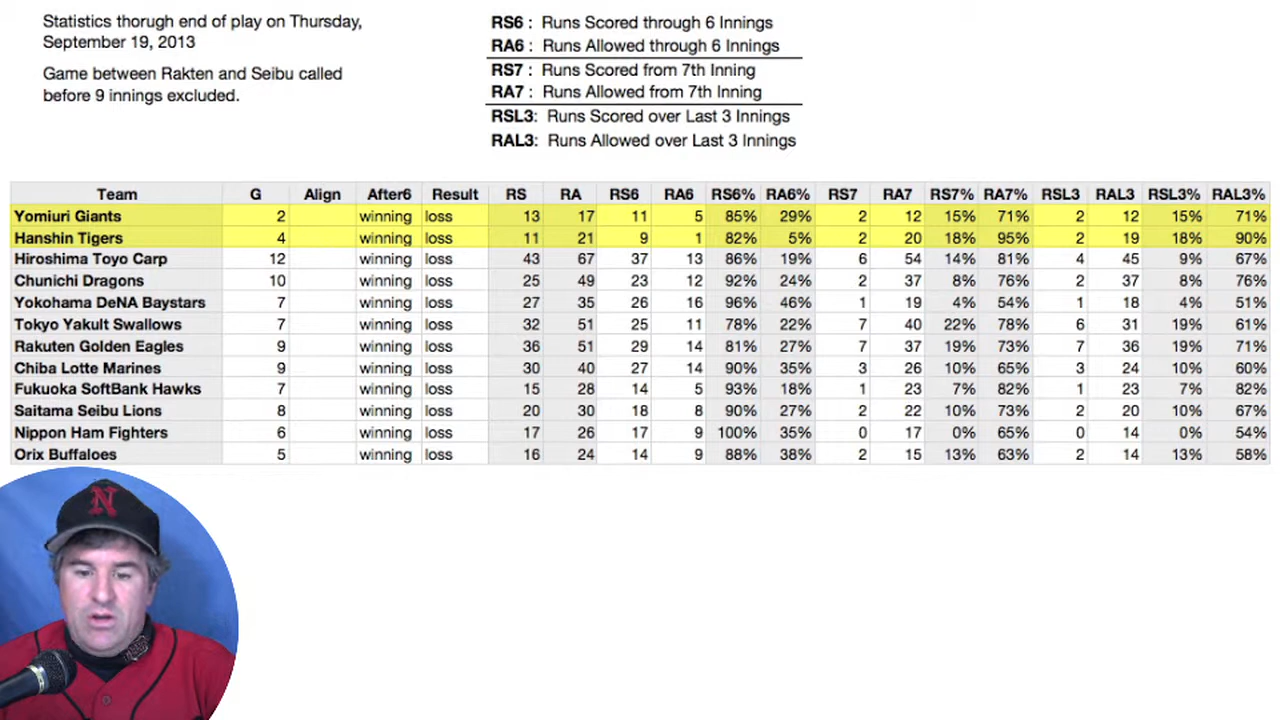 Statistics thorugh end of play on Thursday,
September 19, 2013
Game between Rakten and Seibu called
before 9 innings excluded.
RS6 : Runs Scored through 6 Innings
RA6 : Runs Allowed through 6 Innings
RS7 : Runs Scored from 7th Inning
RA7 : Runs Allowed from 7th Inning
RSL3: Runs Scored over Last 3 Innings
RAL3: Runs Allowed over Last 3 Innings
Team G Align After6 Result RS RA RS6 RA6 RS6% RA6% RS7 RA7 RS7% RA7% RSL3 RAL3 RSL3% RAL3%
Yomiuri Giants 2 winning loss 13 17 11 5 85% 29% 2 12 15% 71% 2 12 15% 71%
Hanshin Tigers 4 winning loss 11 21 9 1 82% 5% 2 20 18% 95% 2 19 18% 90%
Hiroshima Toyo Carp 12 winning loss 43 67 37 13 86% 19% 6 54 14% 81% 4 45 9% 67%
Chunichi Dragons 10 winning loss 25 49 23 12 92% 24% 2 37 8% 76% 2 37 8% 76%
Yokohama DeNA Baystars 7 winning loss 27 35 26 16 96% 46% 1 19 4% 54% 1 18 4% 51%
Tokyo Yakult Swallows 7 winning loss 32 51 25 11 78% 22% 7 40 22% 78% 6 31 19% 61%
Rakuten Golden Eagles 9 winning loss 36 51 29 14 81% 27% 7 37 19% 73% 7 36 19% 71%
Chiba Lotte Marines 9 winning loss 30 40 27 14 90% 35% 3 26 10% 65% 3 24 10% 60%
Fukuoka SoftBank Hawks 7 winning loss 15 28 14 5 93% 18% 1 23 7% 82% 1 23 7% 82%
Saitama Seibu Lions 8 winning loss 20 30 18 8 90% 27% 2 22 10% 73% 2 20 10% 67%
Nippon Ham Fighters 6 winning loss 17 26 17 9 100% 35% 0 17 0% 65% 0 14 0% 54%
Orix Buffaloes 5 winning loss 16 24 14 9 88% 38% 2 15 13% 63% 2 14 13% 58%
N